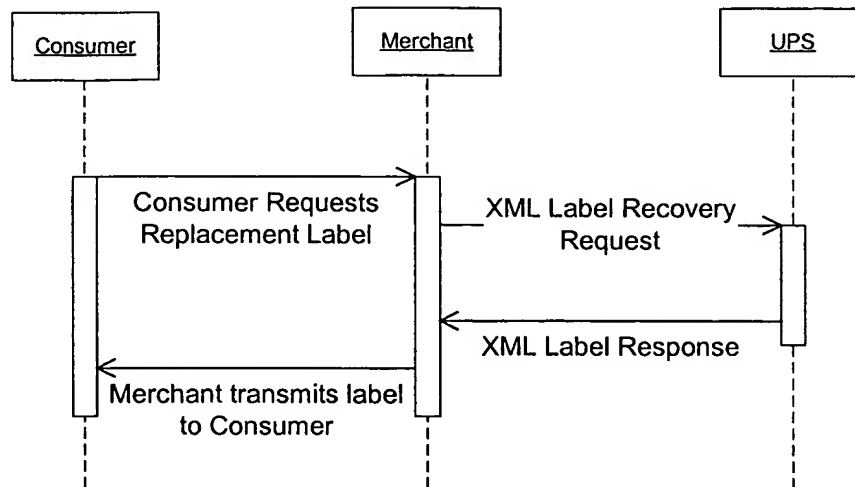 Consumer
Merchant
UPS
Consumer Requests
Replacement Label
XML Label Recovery
Request
XML Label Response
Merchant transmits label
to Consumer